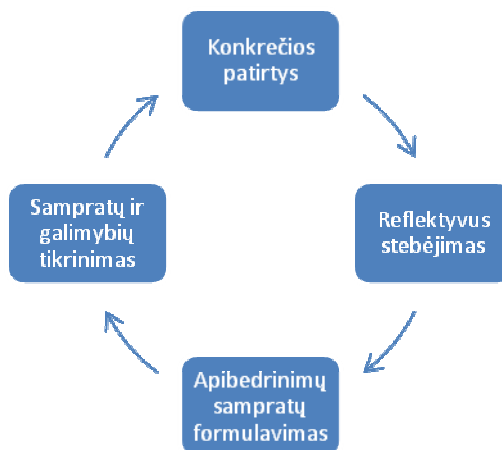 Konkrečios
patirtys
Reflektyvus
stebėjimas
Apibedrinimų
sampratų
formulavimas
Sampratų ir
galimybių
tikrinimas